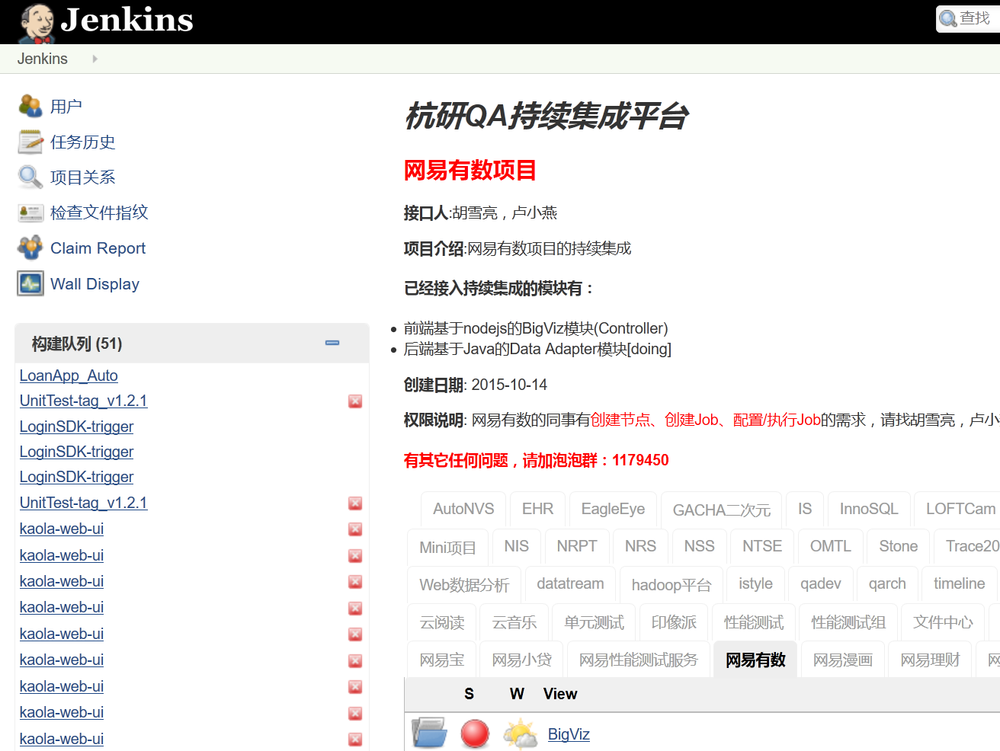 Jenkins
查找
Jenkins
用户
任务历史
项目关系
检查文件指纹
Claim Report
Wall Display
构建队列 (51)
LoanApp_Auto
UnitTest-tag_v1.2.1
LoginSDK-trigger
LoginSDK-trigger
LoginSDK-trigger
UnitTest-tag_v1.2.1
kaola-web-ui
kaola-web-ui
kaola-web-ui
kaola-web-ui
kaola-web-ui
kaola-web-ui
kaola-web-ui
kaola-web-ui
kaola-web-ui
杭研QA持续集成平台
网易有数项目
接口人:胡雪亮，卢小燕
项目介绍:网易有数项目的持续集成
已经接入持续集成的模块有：
前端基于nodejs的BigViz模块(Controller)
后端基于Java的Data Adapter模块[doing]
创建日期: 2015-10-14
权限说明: 网易有数的同事有创建节点、创建Job、配置/执行Job的需求，请找胡雪亮，卢小
有其它任何问题，请加泡泡群：1179450
AutoNVS EHR EagleEye GACHA二次元 IS InnoSQL LOFTCam
Mini项目 NIS NRPT NRS NSS NTSE OMTL Stone Trace20
Web数据分析 datatream hadoop平台 istyle qadev qarch timeline
云阅读 云音乐 单元测试 印像派 性能测试 性能测试组 文件中心
网易宝 网易小贷 网易性能测试服务 网易有数 网易漫画 网易理财 网
S W View
BigViz